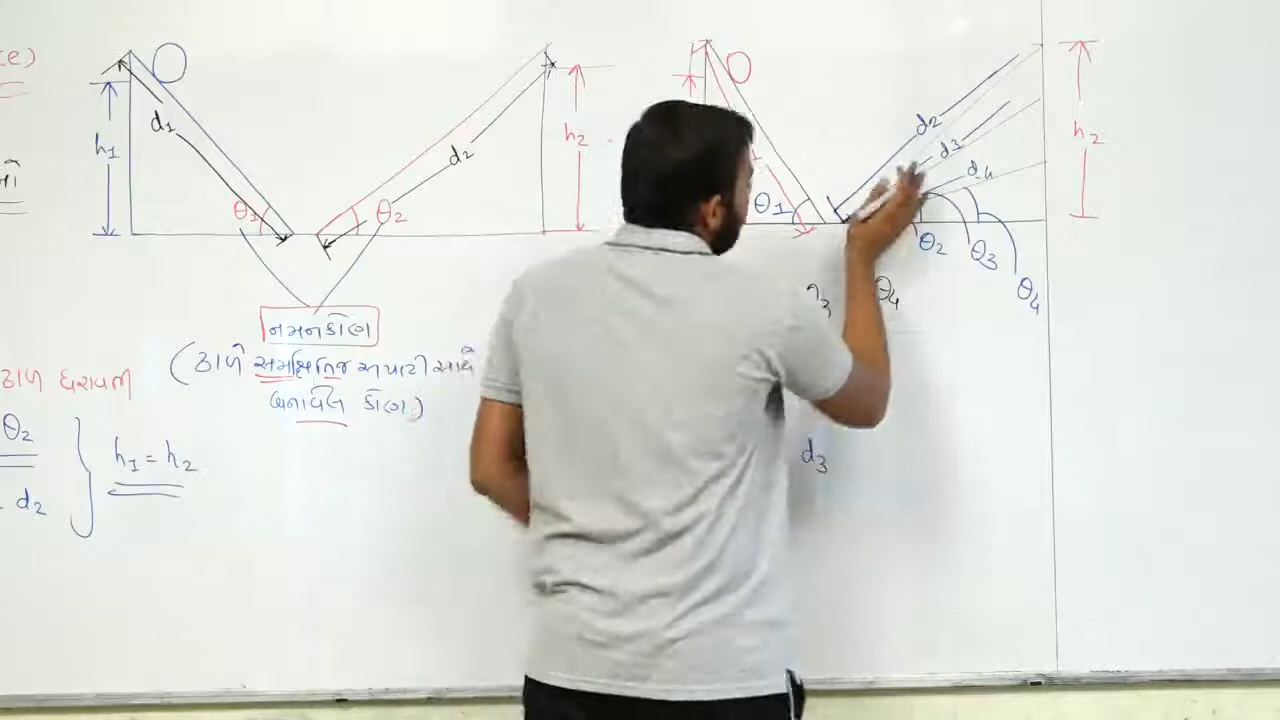 (e)
h1
d1
θ1
θ2
d2
h2
નમનકોણ
(ઢાળે સમક્ષિતિજ સપાટી સાથે
બનાવેલ કોણ)
ઢાળ ધરાવતા
θ2
d2
h1 = h2
θ1
d2
d3
d4
h2
θ2
θ3
θ4
θ4
d3